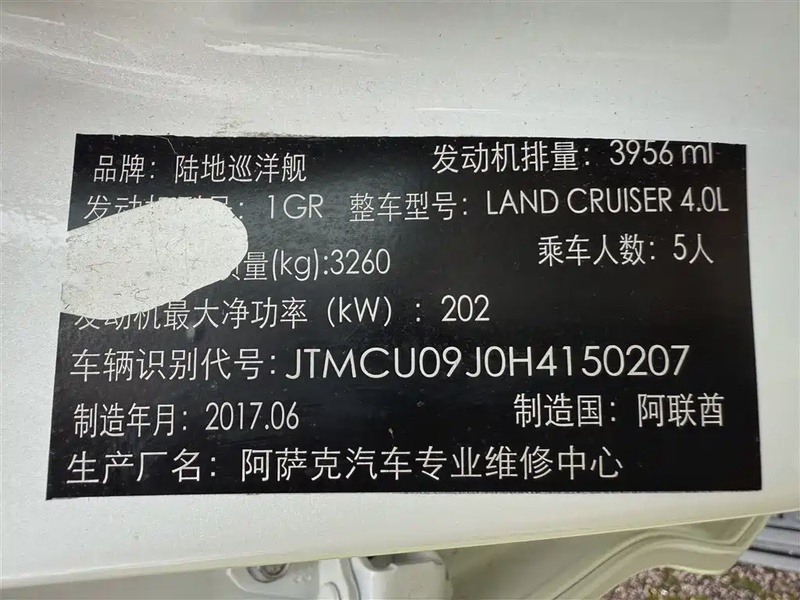 品牌：陆地巡洋舰 发动机排量：3956 ml
发动机型号：1GR 整车型号：LAND CRUISER 4.0L
质量(kg):3260 乘车人数：5人
发动机最大净功率（kW）：202
车辆识别代号：JTMCU09J0H4150207
制造年月：2017.06 制造国：阿联酋
生产厂名：阿萨克汽车专业维修中心